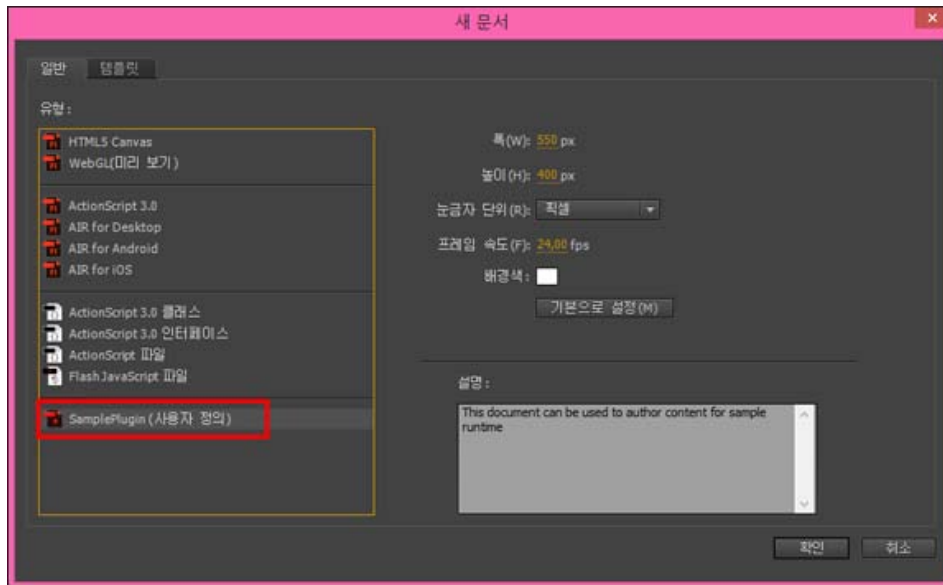 새 문서
일반 템플릿
유형:
HTML5 Canvas
WebGL(미리 보기)
ActionScript 3.0
AIR for Desktop
AIR for Android
AIR for iOS
ActionScript 3.0 클래스
ActionScript 3.0 인터페이스
ActionScript 파일
Flash JavaScript 파일
SamplePlugin (사용자 정의)
폭(W): 550 px
높이(H): 400 px
눈금자 단위(R): 픽셀
프레임 속도(F): 24,00 fps
배경색:
기본으로 설정(M)
설명:
This document can be used to author content for sample
runtime
확인 취소